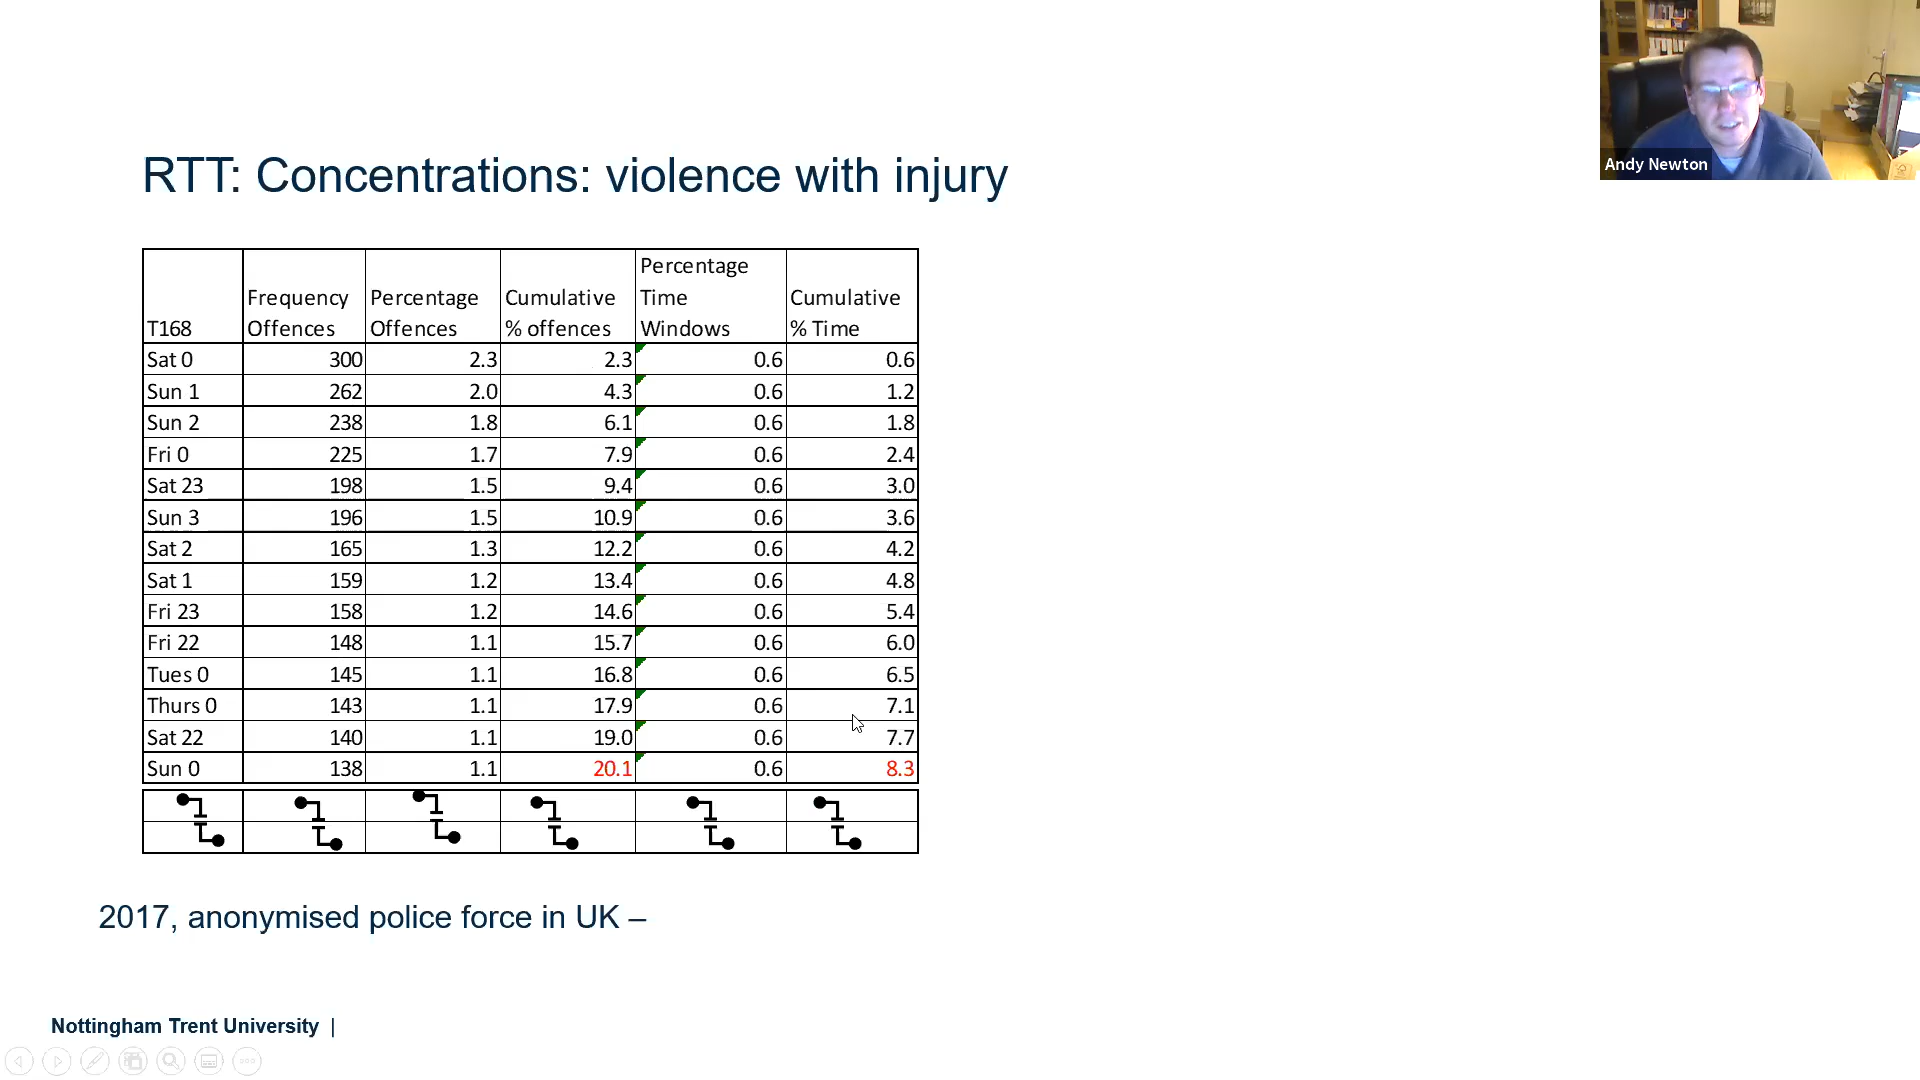 Andy Newton
RTT: Concentrations: violence with injury
T168 Frequency Offences Percentage Offences Cumulative % offences Percentage Time Windows Cumulative % Time
Sat 0 300 2.3 2.3 0.6 0.6
Sun 1 262 2.0 4.3 0.6 1.2
Sun 2 238 1.8 6.1 0.6 1.8
Fri 0 225 1.7 7.9 0.6 2.4
Sat 23 198 1.5 9.4 0.6 3.0
Sun 3 196 1.5 10.9 0.6 3.6
Sat 2 165 1.3 12.2 0.6 4.2
Sat 1 159 1.2 13.4 0.6 4.8
Fri 23 158 1.2 14.6 0.6 5.4
Fri 22 148 1.1 15.7 0.6 6.0
Tues 0 145 1.1 16.8 0.6 6.5
Thurs 0 143 1.1 17.9 0.6 7.1
Sat 22 140 1.1 19.0 0.6 7.7
Sun 0 138 1.1 20.1 0.6 8.3
2017, anonymised police force in UK –
Nottingham Trent University |